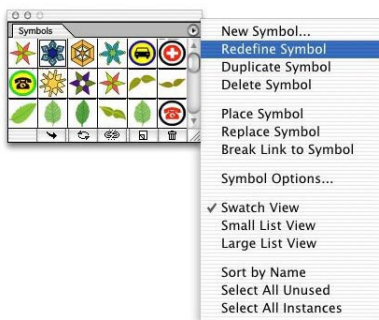 Symbols
New Symbol...
Redefine Symbol
Duplicate Symbol
Delete Symbol
Place Symbol
Replace Symbol
Break Link to Symbol
Symbol Options...
✓ Swatch View
Small List View
Large List View
Sort by Name
Select All Unused
Select All Instances